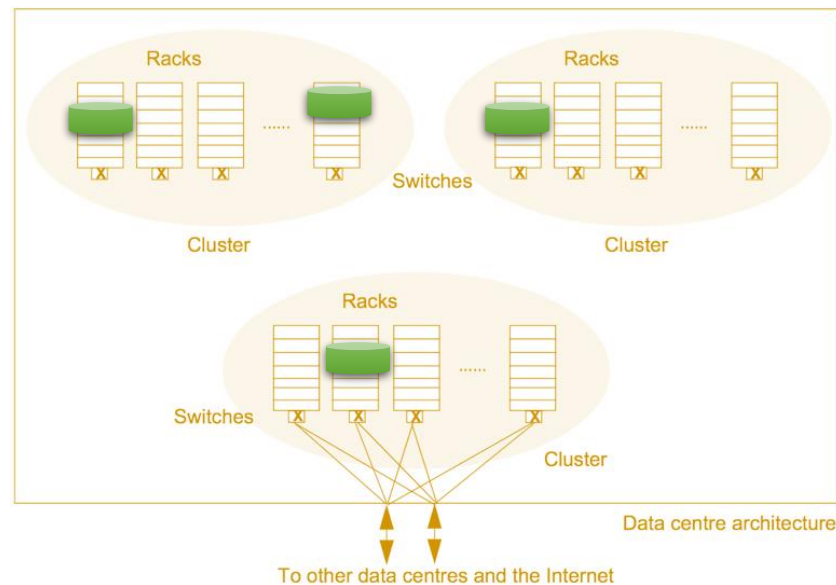 Racks
Racks
......
......
X X X X
X X X X
Switches
Cluster
Cluster
Racks
......
Switches
X X X X
Cluster
Data centre architecture
To other data centres and the Internet